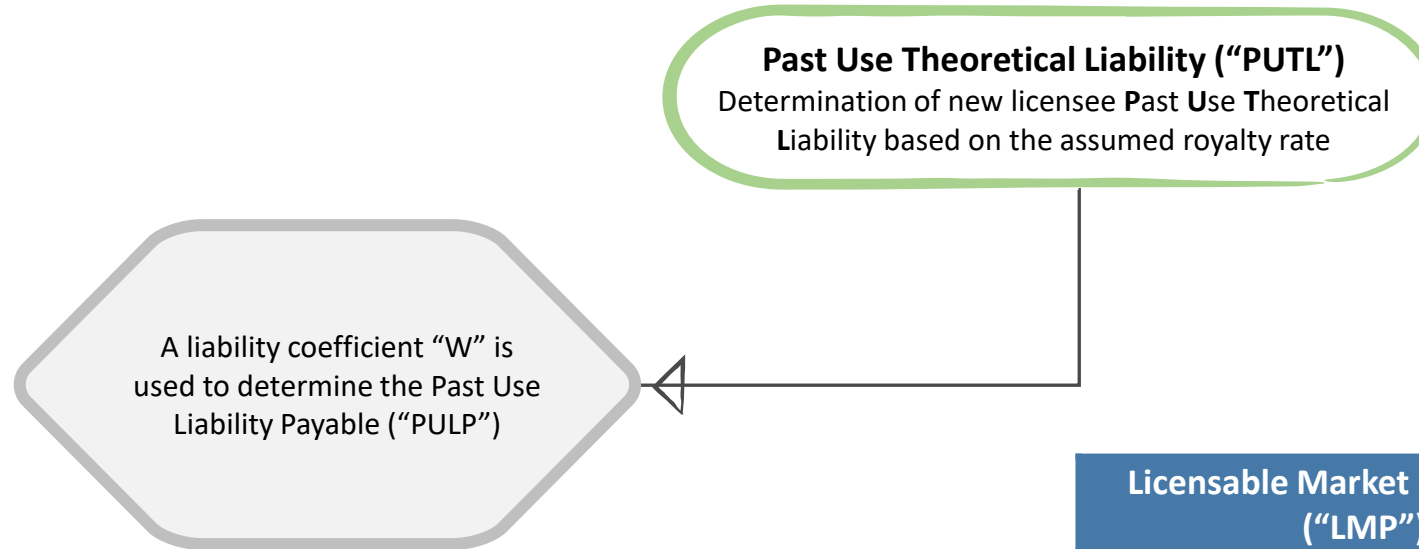 Past Use Theoretical Liability (“PUTL”)
Determination of new licensee Past Use Theoretical
Liability based on the assumed royalty rate
A liability coefficient “W” is
used to determine the Past Use
Liability Payable (“PULP”)
Licensable Market
(“LMP”)